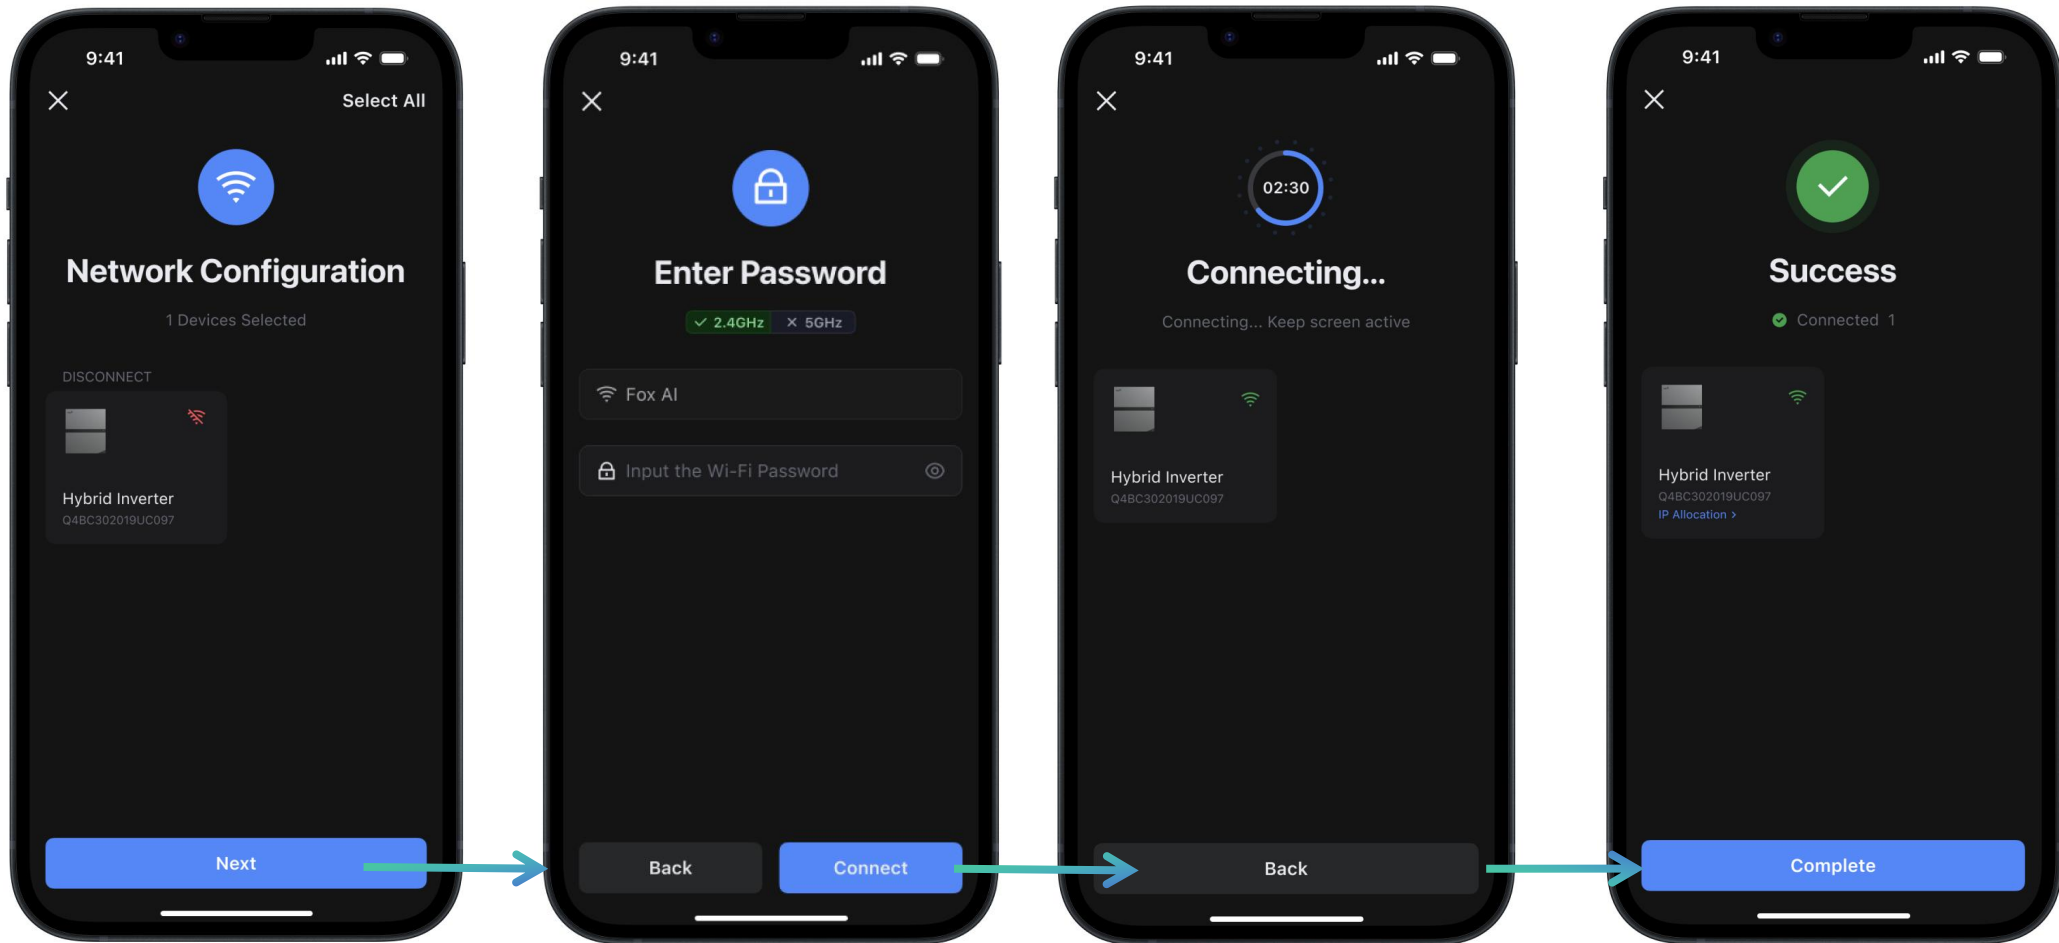 9:41
Select All
Network Configuration
1 Devices Selected
DISCONNECT
Hybrid Inverter
Q4BC302019UC097
Next
9:41
Enter Password
2.4GHz
5GHz
Fox AI
Input the Wi-Fi Password
Back
Connect
9:41
02:30
Connecting...
Connecting... Keep screen active
Hybrid Inverter
Q4BC302019UC097
Back
9:41
Success
Connected 1
Hybrid Inverter
Q4BC302019UC097
IP Allocation >
Complete